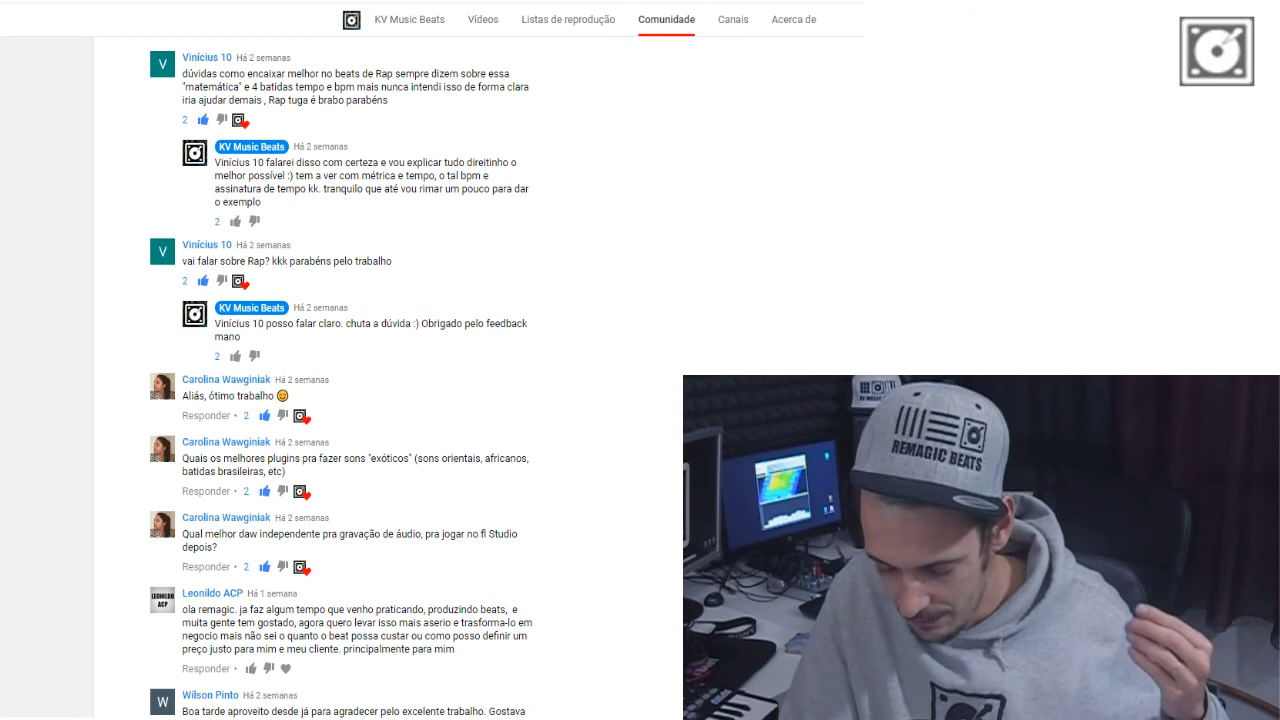 KV Music Beats Vídeos Listas de reprodução Comunidade Canais Acerca de
V Vinícius 10 Há 2 semanas
dúvidas como encaixar melhor no beats de Rap sempre dizem sobre essa
"matemática" e 4 batidas tempo e bpm mais nunca intendi isso de forma clara
iria ajudar demais , Rap tuga é brabo parabéns
2
KV Music Beats Há 2 semanas
Vinícius 10 falarei disso com certeza e vou explicar tudo direitinho o
melhor possível :) tem a ver com métrica e tempo, o tal bpm e
assinatura de tempo kk. tranquilo que até vou rimar um pouco para dar
o exemplo
2
V Vinícius 10 Há 2 semanas
vai falar sobre Rap? kkk parabéns pelo trabalho
2
KV Music Beats Há 2 semanas
Vinícius 10 posso falar claro. chuta a dúvida :) Obrigado pelo feedback
mano
2
Carolina Wawginiak Há 2 semanas
Aliás, ótimo trabalho 😊
Responder • 2
Carolina Wawginiak Há 2 semanas
Quais os melhores plugins pra fazer sons "exóticos" (sons orientais, africanos,
batidas brasileiras, etc)
Responder • 2
Carolina Wawginiak Há 2 semanas
Qual melhor daw independente pra gravação de áudio, pra jogar no fl Studio
depois?
Responder • 2
LEONILDO
ACP
Leonildo ACP Há 1 semana
ola remagic. ja faz algum tempo que venho praticando, produzindo beats, e
muita gente tem gostado, agora quero levar isso mais aserio e trasforma-lo em
negocio mais não sei o quanto o beat possa custar ou como posso definir um
preço justo para mim e meu cliente. principalmente para mim
Responder •
W Wilson Pinto Há 2 semanas
Boa tarde aproveito desde já para agradecer pelo excelente trabalho. Gostava
REMAGIC BEATS